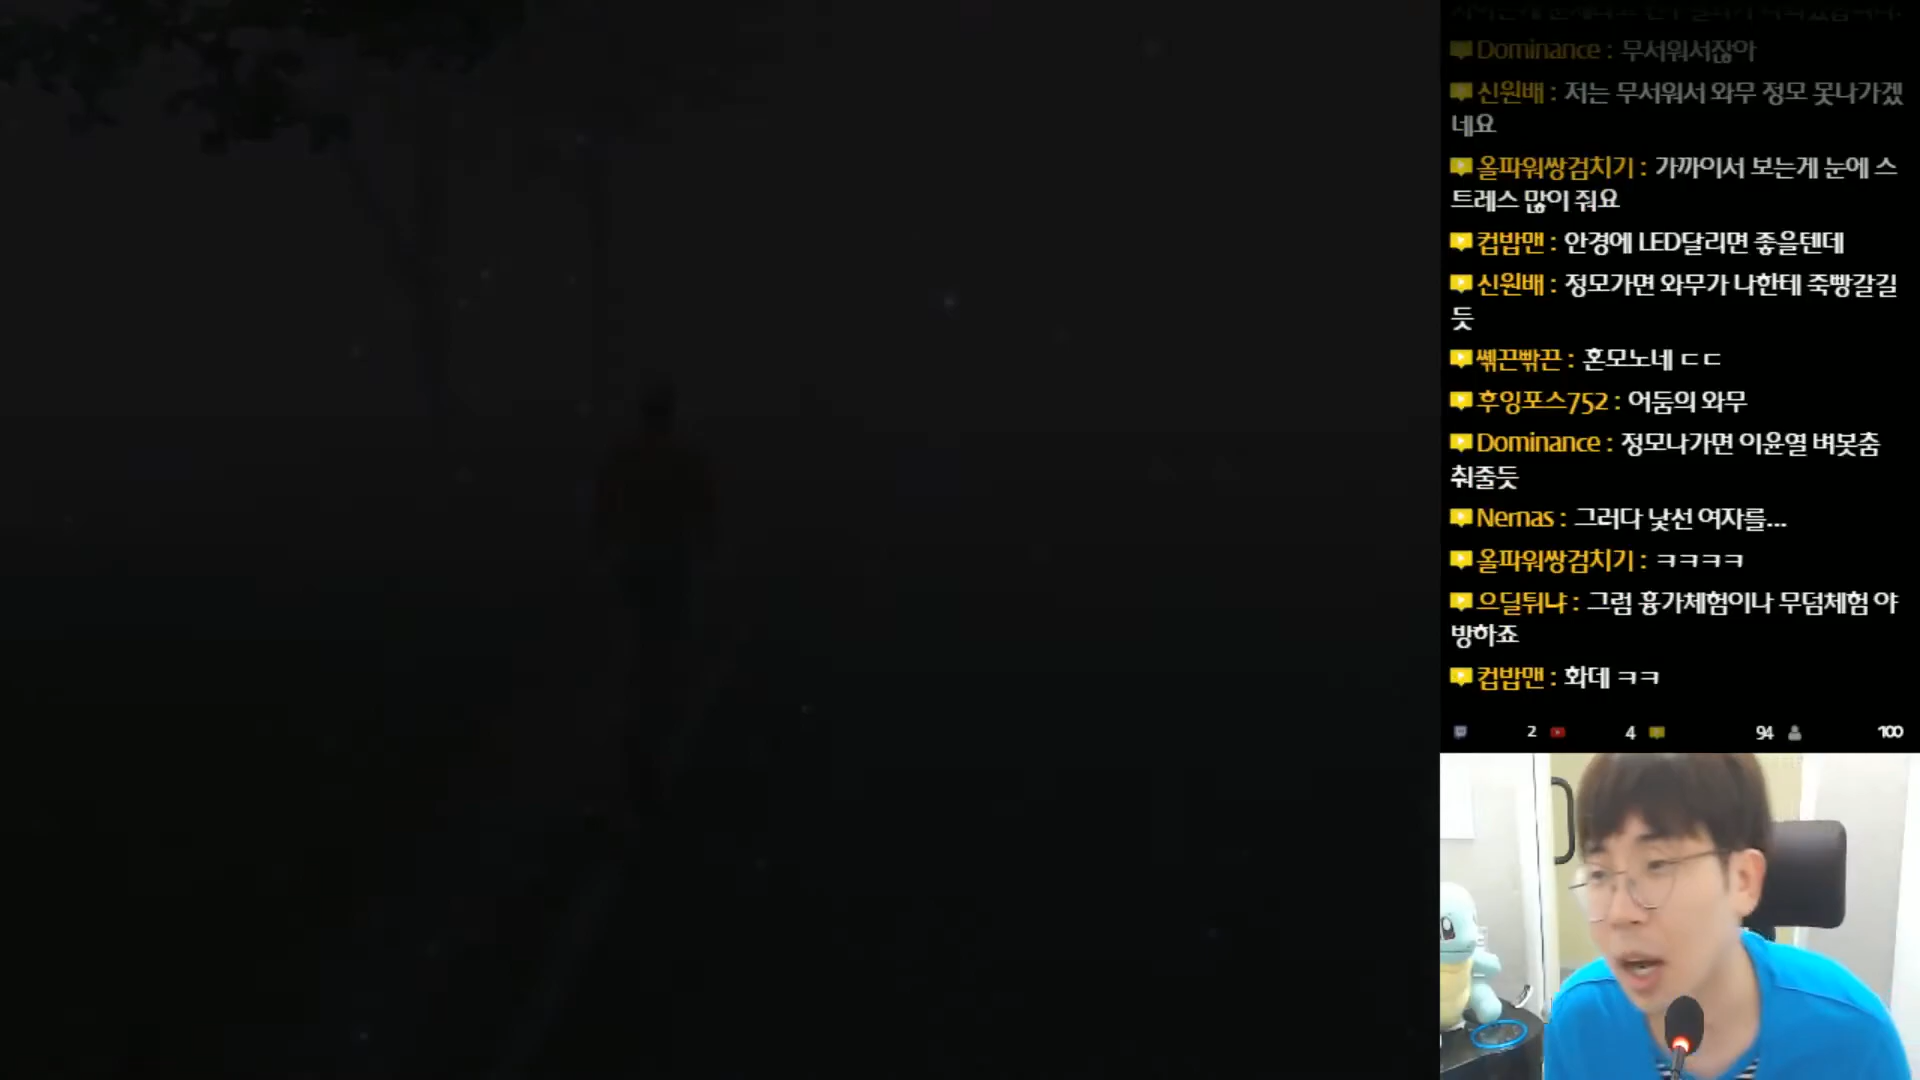 Dominance : 무서워서잖아
신원배 : 저는 무서워서 와무 정모 못나가겠
네요
올파워쌍검치기 : 가까이서 보는게 눈에 스
트레스 많이 줘요
컵밥맨 : 안경에 LED달리면 좋을텐데
신원배 : 정모가면 와무가 나한테 죽빵갈길
듯
쀆끈빾끈 : 혼모노네 ㄷㄷ
후잉포스752 : 어둠의 와무
Dominance : 정모나가면 이윤열 벼봇춤
춰줄듯
Nernas : 그러다 낯선 여자를...
올파워쌍검치기 : ㅋㅋㅋㅋ
으딜튀냐 : 그럼 흉가체험이나 무덤체험 야
방하죠
컵밥맨 : 화데 ㅋㅋ
2 4 94 100